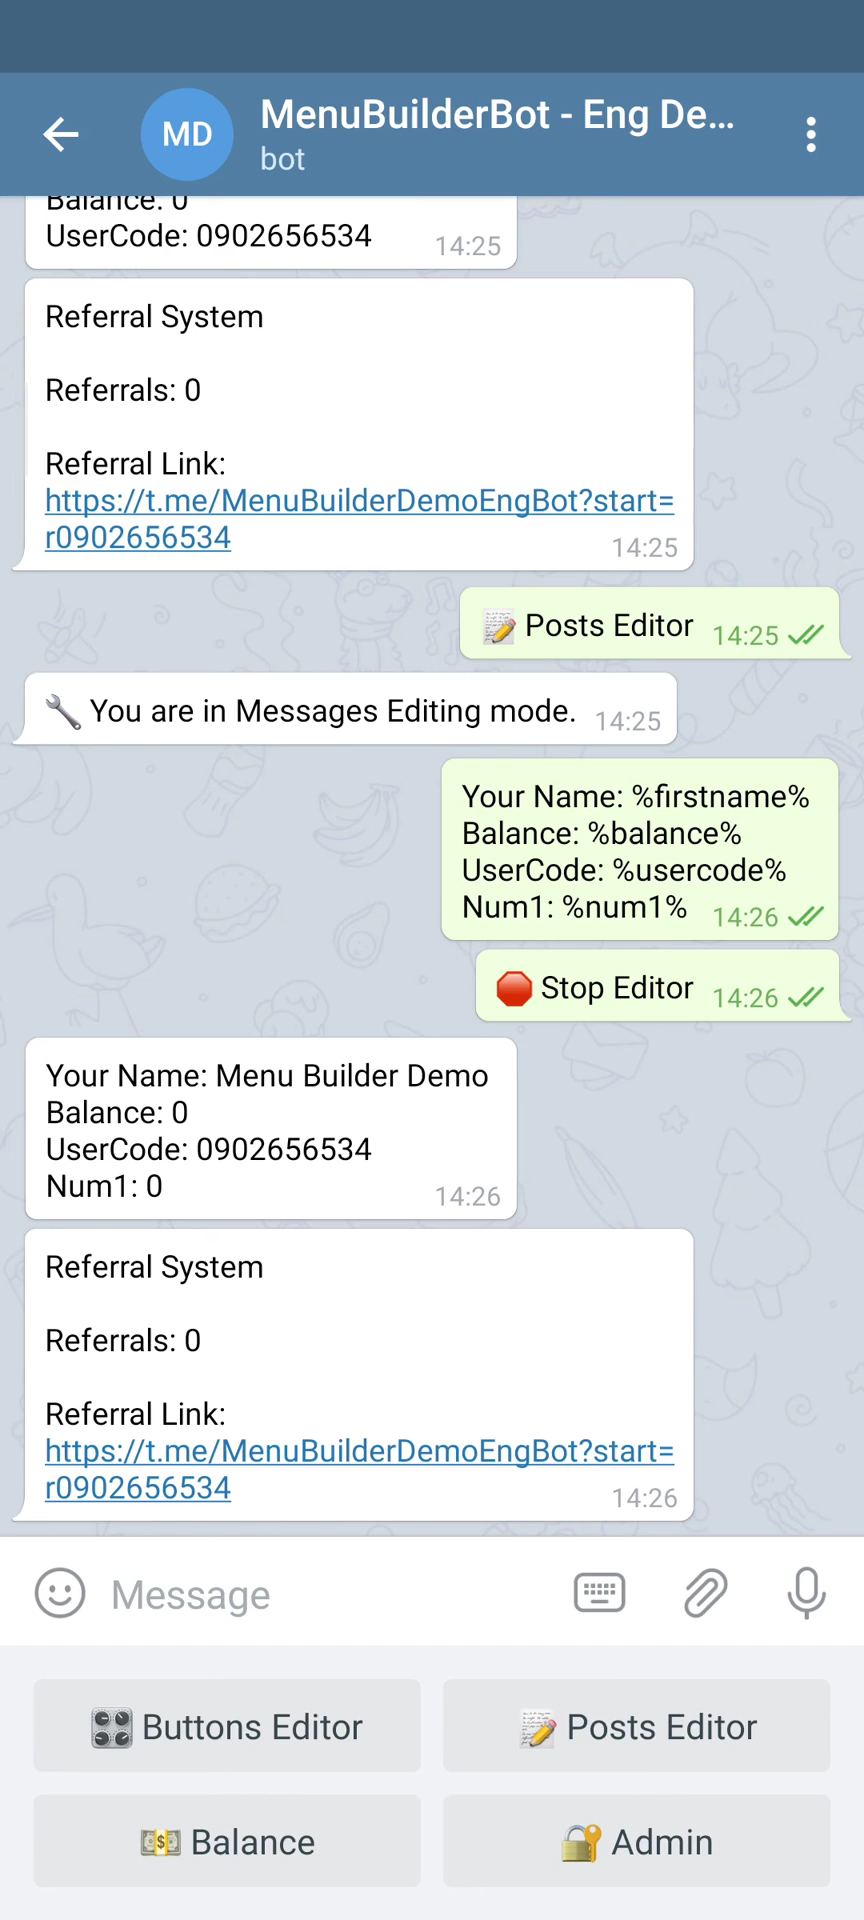 MD
MenuBuilderBot - Eng De...
bot
Balance: 0
UserCode: 0902656534
14:25
Referral System
Referrals: 0
Referral Link:
https://t.me/MenuBuilderDemoEngBot?start=
r0902656534
14:25
Posts Editor 14:25
You are in Messages Editing mode. 14:25
Your Name: %firstname%
Balance: %balance%
UserCode: %usercode%
Num1: %num1% 14:26
Stop Editor 14:26
Your Name: Menu Builder Demo
Balance: 0
UserCode: 0902656534
Num1: 0
14:26
Referral System
Referrals: 0
Referral Link:
https://t.me/MenuBuilderDemoEngBot?start=
r0902656534
14:26
Message
Buttons Editor
Posts Editor
Balance
Admin